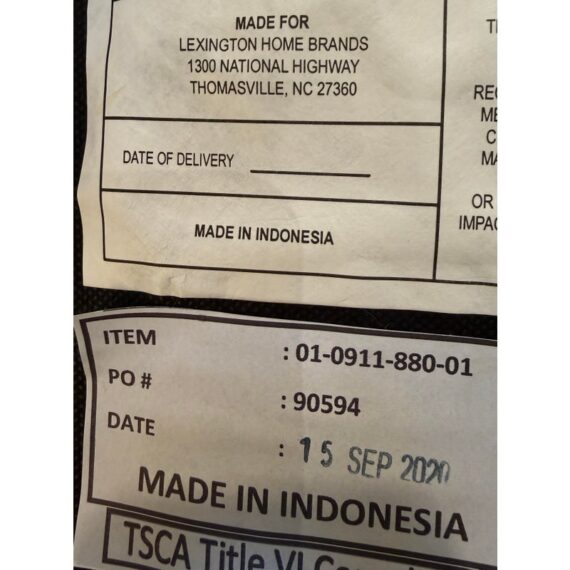 MADE FOR
LEXINGTON HOME BRANDS
1300 NATIONAL HIGHWAY
THOMASVILLE, NC 27360
DATE OF DELIVERY
MADE IN INDONESIA
OR
ITEM : 01-0911-880-01
PO # : 90594
DATE : 15 SEP 2020
MADE IN INDONESIA
TSCA Title VI